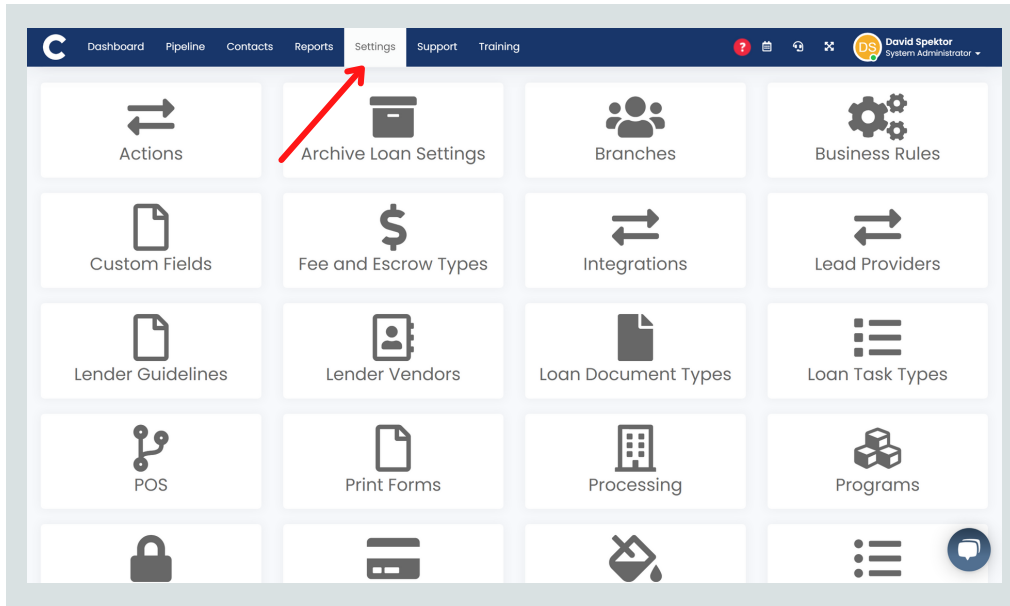 C Dashboard Pipeline Contacts Reports Settings Support Training ? DS David Spektor
System Administrator
Actions Archive Loan Settings Branches Business Rules
Custom Fields Fee and Escrow Types Integrations Lead Providers
Lender Guidelines Lender Vendors Loan Document Types Loan Task Types
POS Print Forms Processing Programs